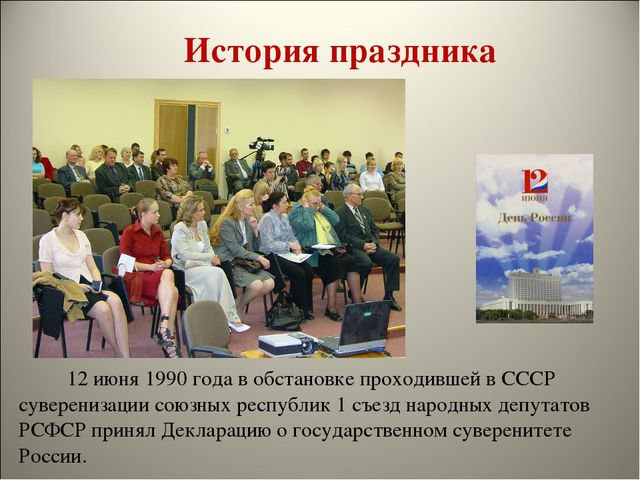 История праздника
12
ИЮНЯ
День России
12 июня 1990 года в обстановке проходившей в СССР
суверенизации союзных республик 1 съезд народных депутатов
РСФСР принял Декларацию о государственном суверенитете
России.